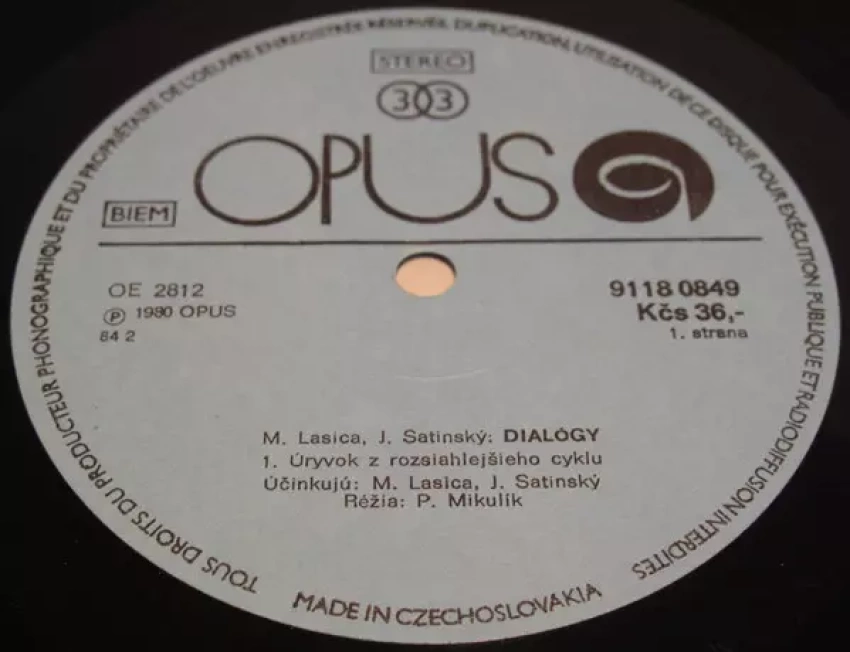 TOUS DROITS DU PRODUCTEUR PHONOGRAPHIQUE ET DU PROPRIÉTAIRE DE L'OEUVRE ENREGISTRÉE RÉSERVÉS. DUPLICATION, UTILISATION DE CE DISQUE POUR EXÉCUTION PUBLIQUE ET RADIODIFFUSION INTERDITES
STEREO
33
OPUS
BIEM
OE 2812
Ⓟ 1980 OPUS
84 2
9118 0849
Kčs 36,-
1. strana
M. Lasica, J. Satinský: DIALÓGY
1. Úryvok z rozsiahlejšieho cyklu
Účinkujú: M. Lasica, J. Satinský
Réžia: P. Mikulík
MADE IN CZECHOSLOVAKIA